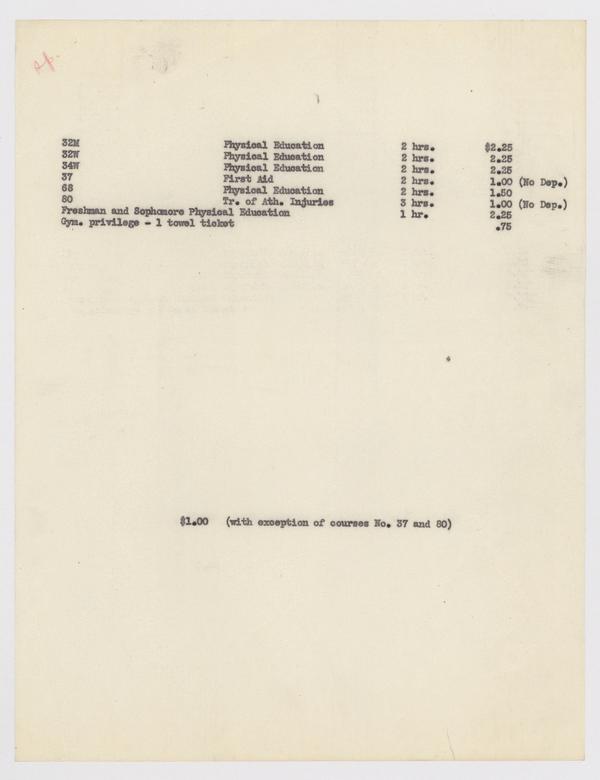 32M Physical Education 2 hrs. $2.25
32W Physical Education 2 hrs. 2.25
34W Physical Education 2 hrs. 2.25
37 First Aid 2 hrs. 1.00 (No Dep.)
68 Physical Education 2 hrs. 1.50
80 Tr. of Ath. Injuries 3 hrs. 1.00 (No Dep.)
Freshman and Sophomore Physical Education 1 hr. 2.25
Gym. privilege - 1 towel ticket .75
$1.00 (with exception of courses No. 37 and 80)